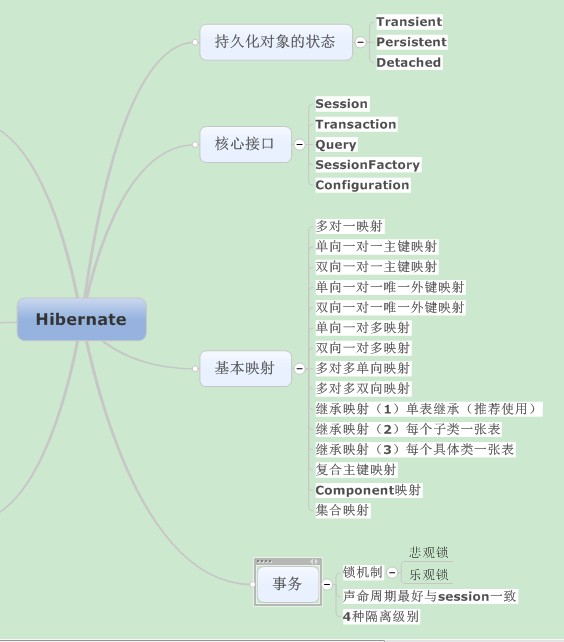 Hibernate
持久化对象的状态
Transient
Persistent
Detached
核心接口
Session
Transaction
Query
SessionFactory
Configuration
基本映射
多对一映射
单向一对一主键映射
双向一对一主键映射
单向一对一唯一外键映射
双向一对一唯一外键映射
单向一对多映射
双向一对多映射
多对多单向映射
多对多双向映射
继承映射（1）单表继承（推荐使用）
继承映射（2）每个子类一张表
继承映射（3）每个具体类一张表
复合主键映射
Component映射
集合映射
事务
锁机制
悲观锁
乐观锁
声命周期最好与session一致
4种隔离级别